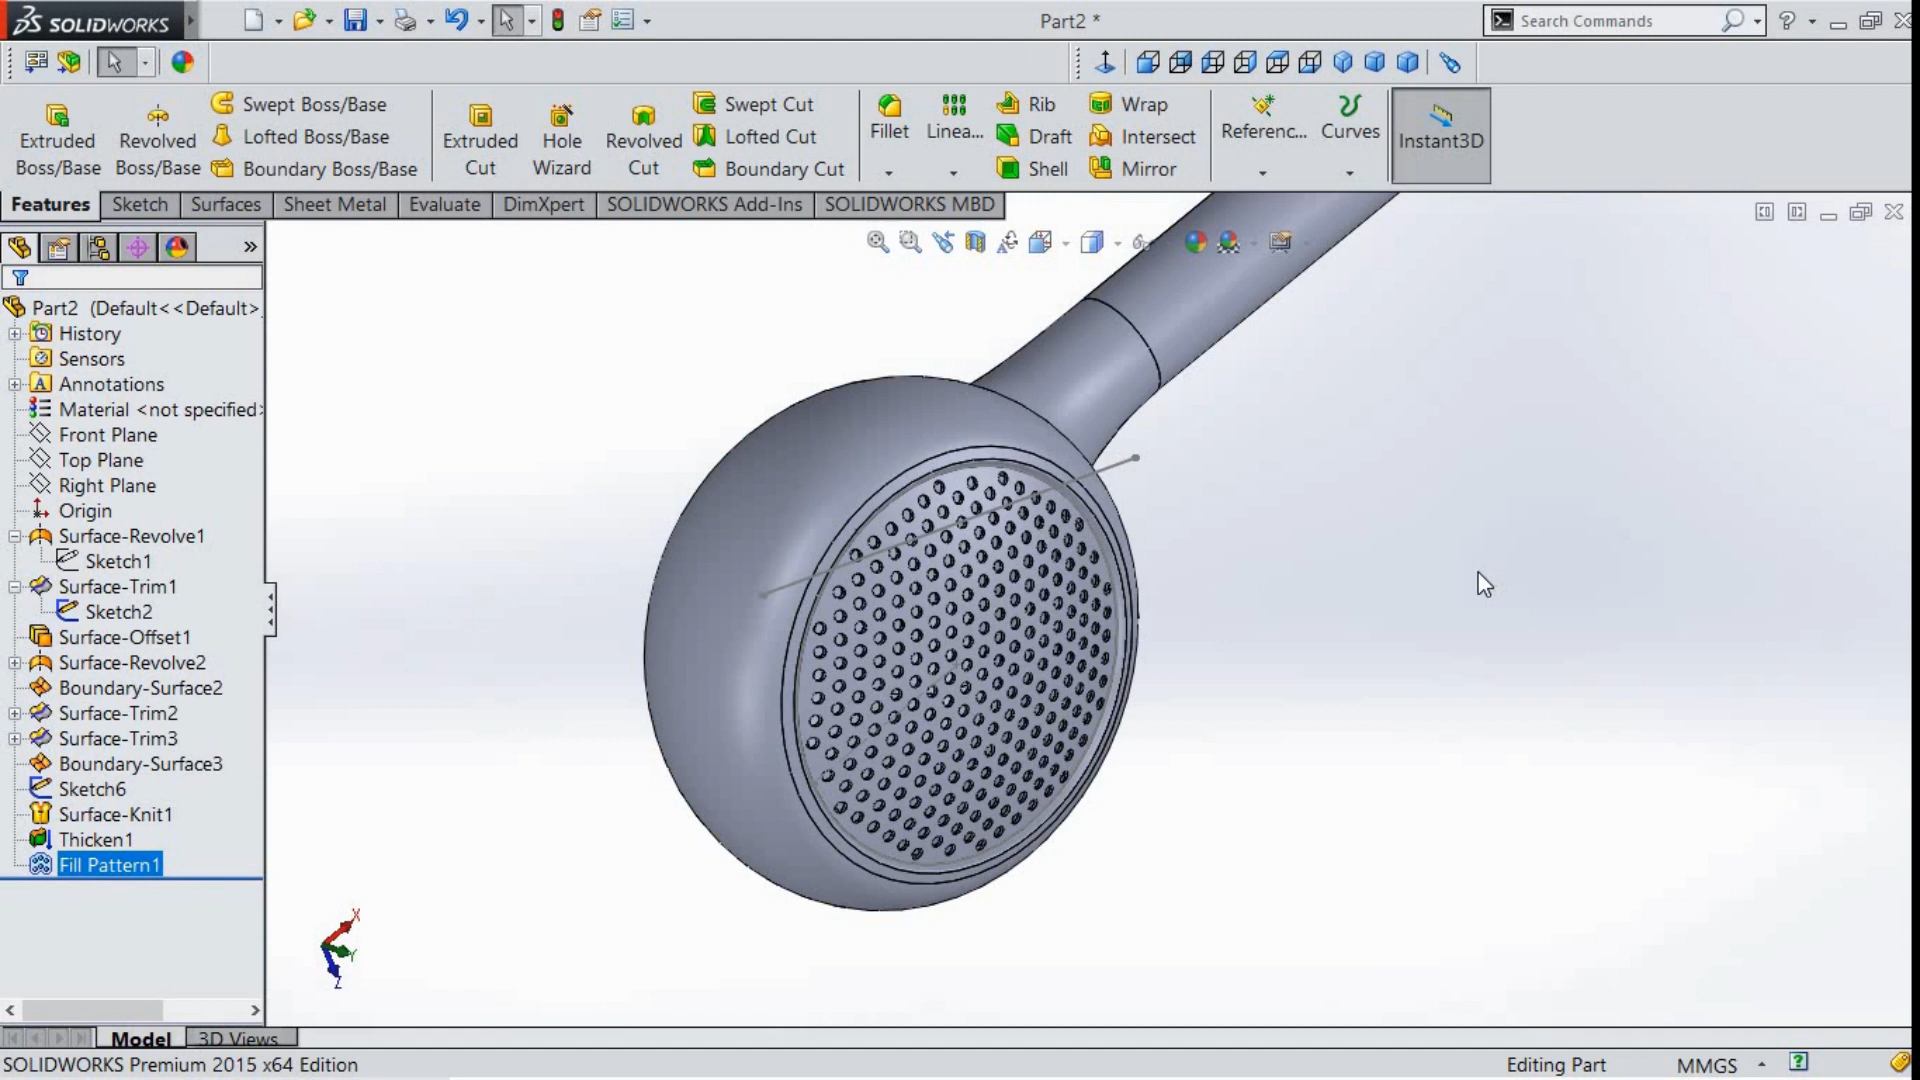 SOLIDWORKS
Part2 *
Search Commands
Extruded Boss/Base
Revolved Boss/Base
Swept Boss/Base
Lofted Boss/Base
Boundary Boss/Base
Extruded Cut
Hole Wizard
Revolved Cut
Swept Cut
Lofted Cut
Boundary Cut
Fillet
Linea...
Rib
Draft
Shell
Wrap
Intersect
Mirror
Referenc...
Curves
Instant3D
Features
Sketch
Surfaces
Sheet Metal
Evaluate
DimXpert
SOLIDWORKS Add-Ins
SOLIDWORKS MBD
Part2 (Default<<Default>
History
Sensors
Annotations
Material <not specified>
Front Plane
Top Plane
Right Plane
Origin
Surface-Revolve1
Sketch1
Surface-Trim1
Sketch2
Surface-Offset1
Surface-Revolve2
Boundary-Surface2
Surface-Trim2
Surface-Trim3
Boundary-Surface3
Sketch6
Surface-Knit1
Thicken1
Fill Pattern1
X
Y
Z
Model
3D Views
SOLIDWORKS Premium 2015 x64 Edition
Editing Part
MMGS